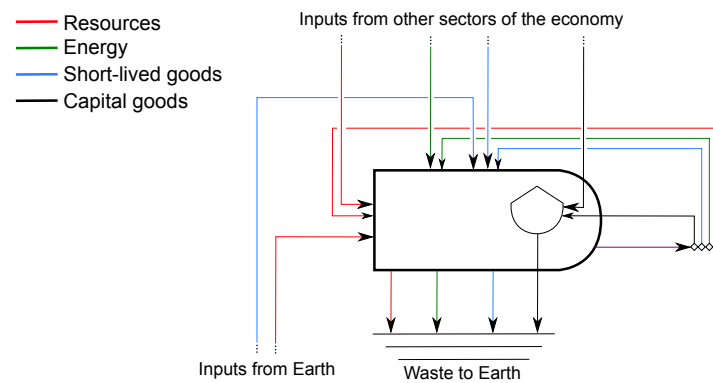 Inputs from other sectors of the economy
Resources
Energy
Short-lived goods
Capital goods
Inputs from Earth
Waste to Earth